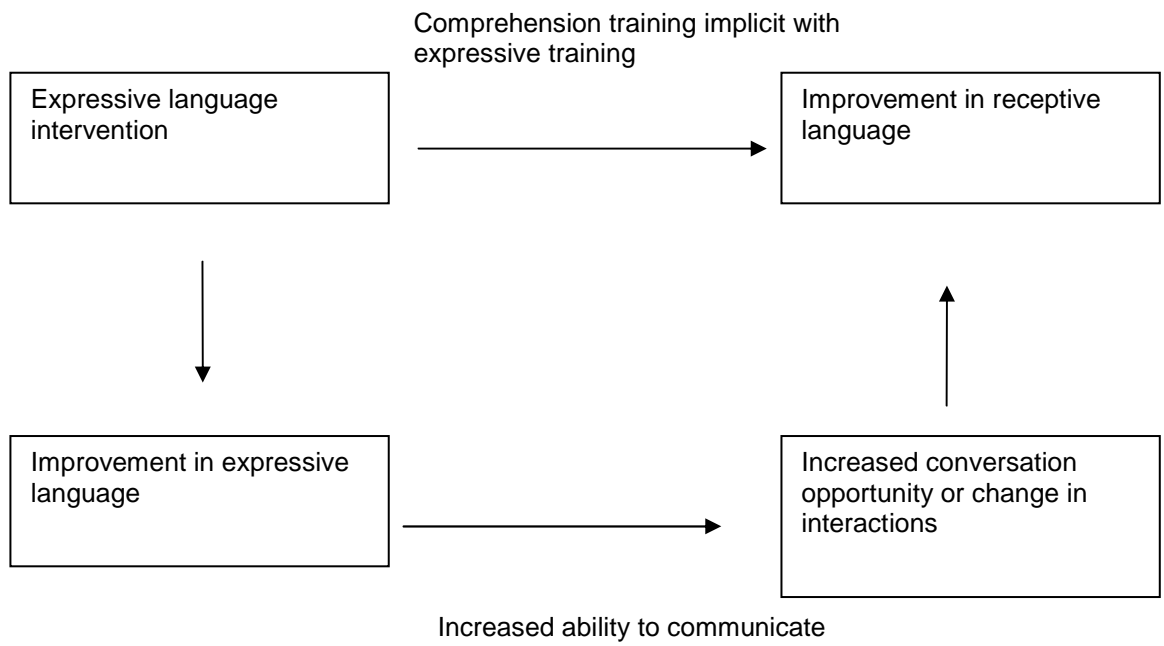 Comprehension training implicit with
expressive training
Expressive language
intervention
Improvement in receptive
language
Improvement in expressive
language
Increased conversation
opportunity or change in
interactions
Increased ability to communicate